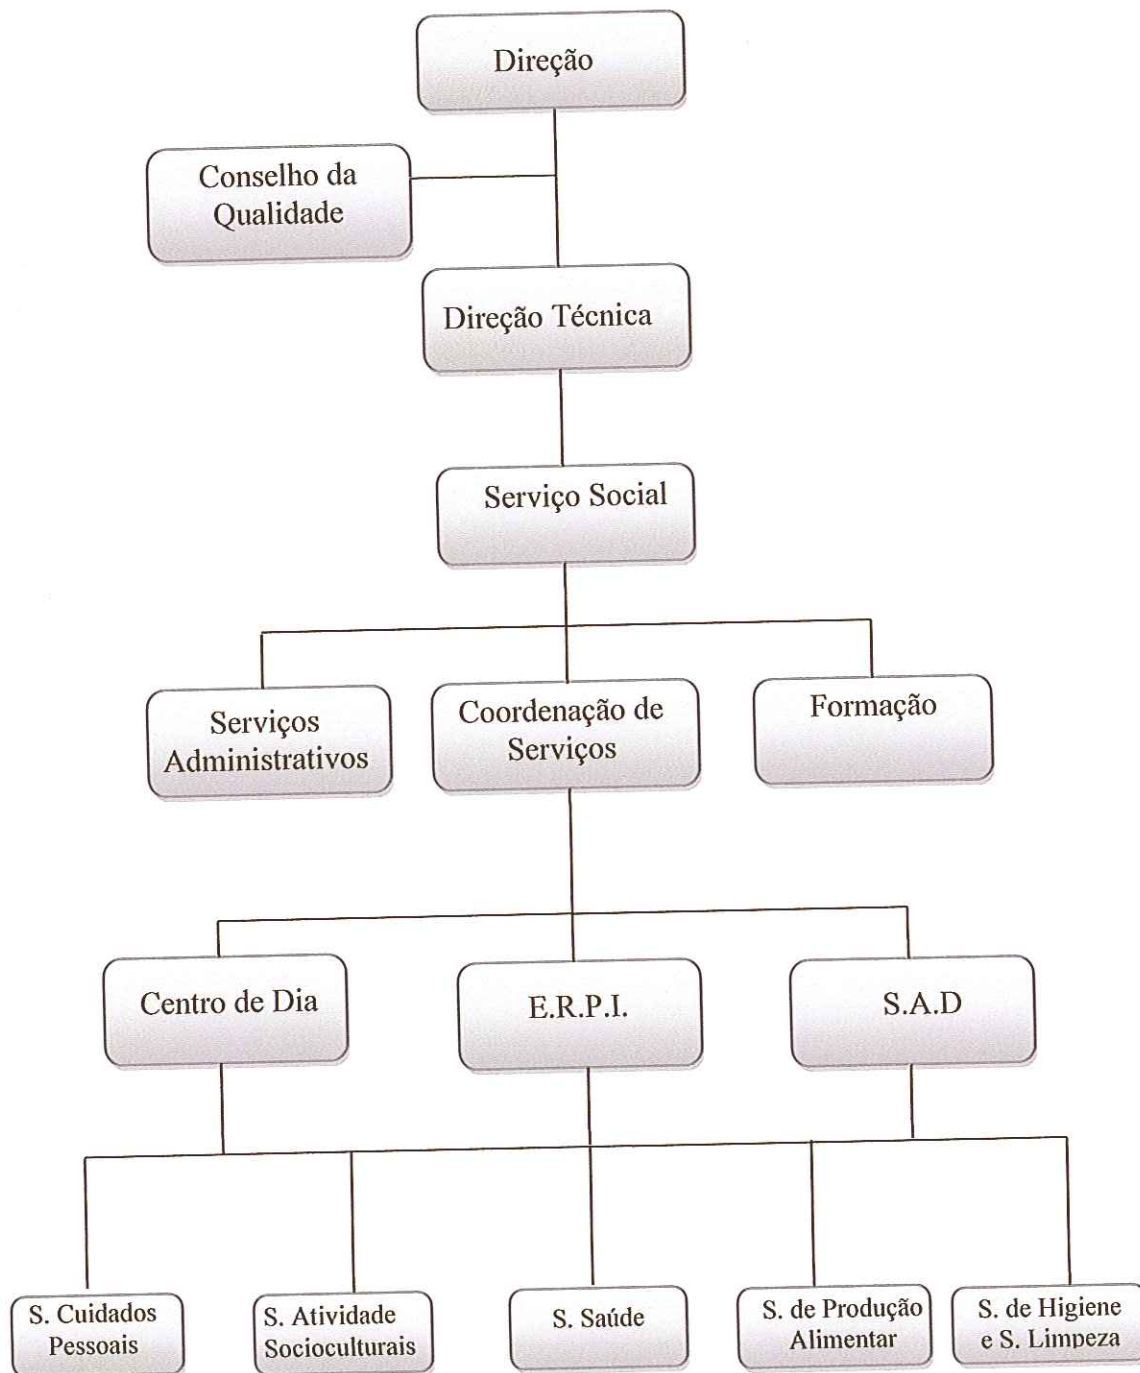 Direção
Conselho da
Qualidade
Direção Técnica
Serviço Social
Serviços
Administrativos
Coordenação de
Serviços
Formação
Centro de Dia
E.R.P.I.
S.A.D
S. Cuidados
Pessoais
S. Atividade
Socioculturais
S. Saúde
S. de Produção
Alimentar
S. de Higiene
e S. Limpeza